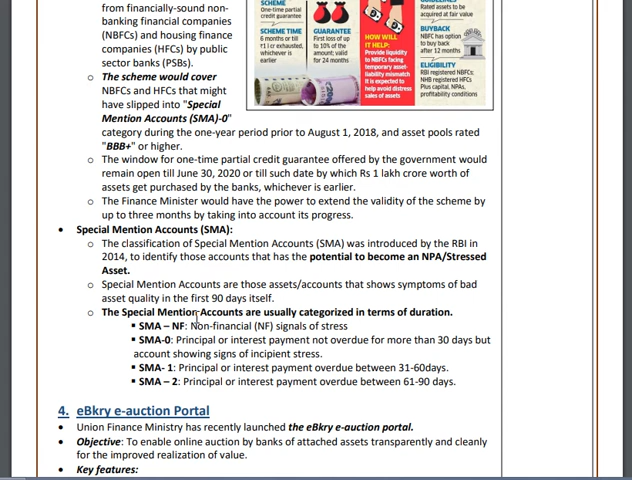 from financially-sound non-
banking financial companies
(NBFCs) and housing finance
companies (HFCs) by public
sector banks (PSBs).
o The scheme would cover
NBFCs and HFCs that might
have slipped into "Special
Mention Accounts (SMA)-0"
SCHEME
One-time partial
credit guarantee
SCHEME TIME
6 months or till
₹1 l cr exhausted,
whichever is
earlier
GUARANTEE
First loss of up
to 10% of the
amount; valid
for 24 months
HOW WILL
IT HELP:
Provide liquidity
to NBFCs facing
temporary asset-
liability mismatch
It is expected to
help avoid distress
sales of assets
Rated assets to be
acquired at fair value
BUYBACK
NBFC has option
to buy back
after 12 months
ELIGIBILITY
RBI registered NBFCs;
NHB registered HFCs
Plus capital, NPAs,
profitability conditions
category during the one-year period prior to August 1, 2018, and asset pools rated
"BBB+" or higher.
o The window for one-time partial credit guarantee offered by the government would
remain open till June 30, 2020 or till such date by which Rs 1 lakh crore worth of
assets get purchased by the banks, whichever is earlier.
o The Finance Minister would have the power to extend the validity of the scheme by
up to three months by taking into account its progress.
• Special Mention Accounts (SMA):
o The classification of Special Mention Accounts (SMA) was introduced by the RBI in
2014, to identify those accounts that has the potential to become an NPA/Stressed
Asset.
o Special Mention Accounts are those assets/accounts that shows symptoms of bad
asset quality in the first 90 days itself.
o The Special Mention Accounts are usually categorized in terms of duration.
▪ SMA – NF: Non-financial (NF) signals of stress
▪ SMA-0: Principal or interest payment not overdue for more than 30 days but
account showing signs of incipient stress.
▪ SMA- 1: Principal or interest payment overdue between 31-60days.
▪ SMA – 2: Principal or interest payment overdue between 61-90 days.
4. eBkry e-auction Portal
• Union Finance Ministry has recently launched the eBkry e-auction portal.
• Objective: To enable online auction by banks of attached assets transparently and cleanly
for the improved realization of value.
• Key features: